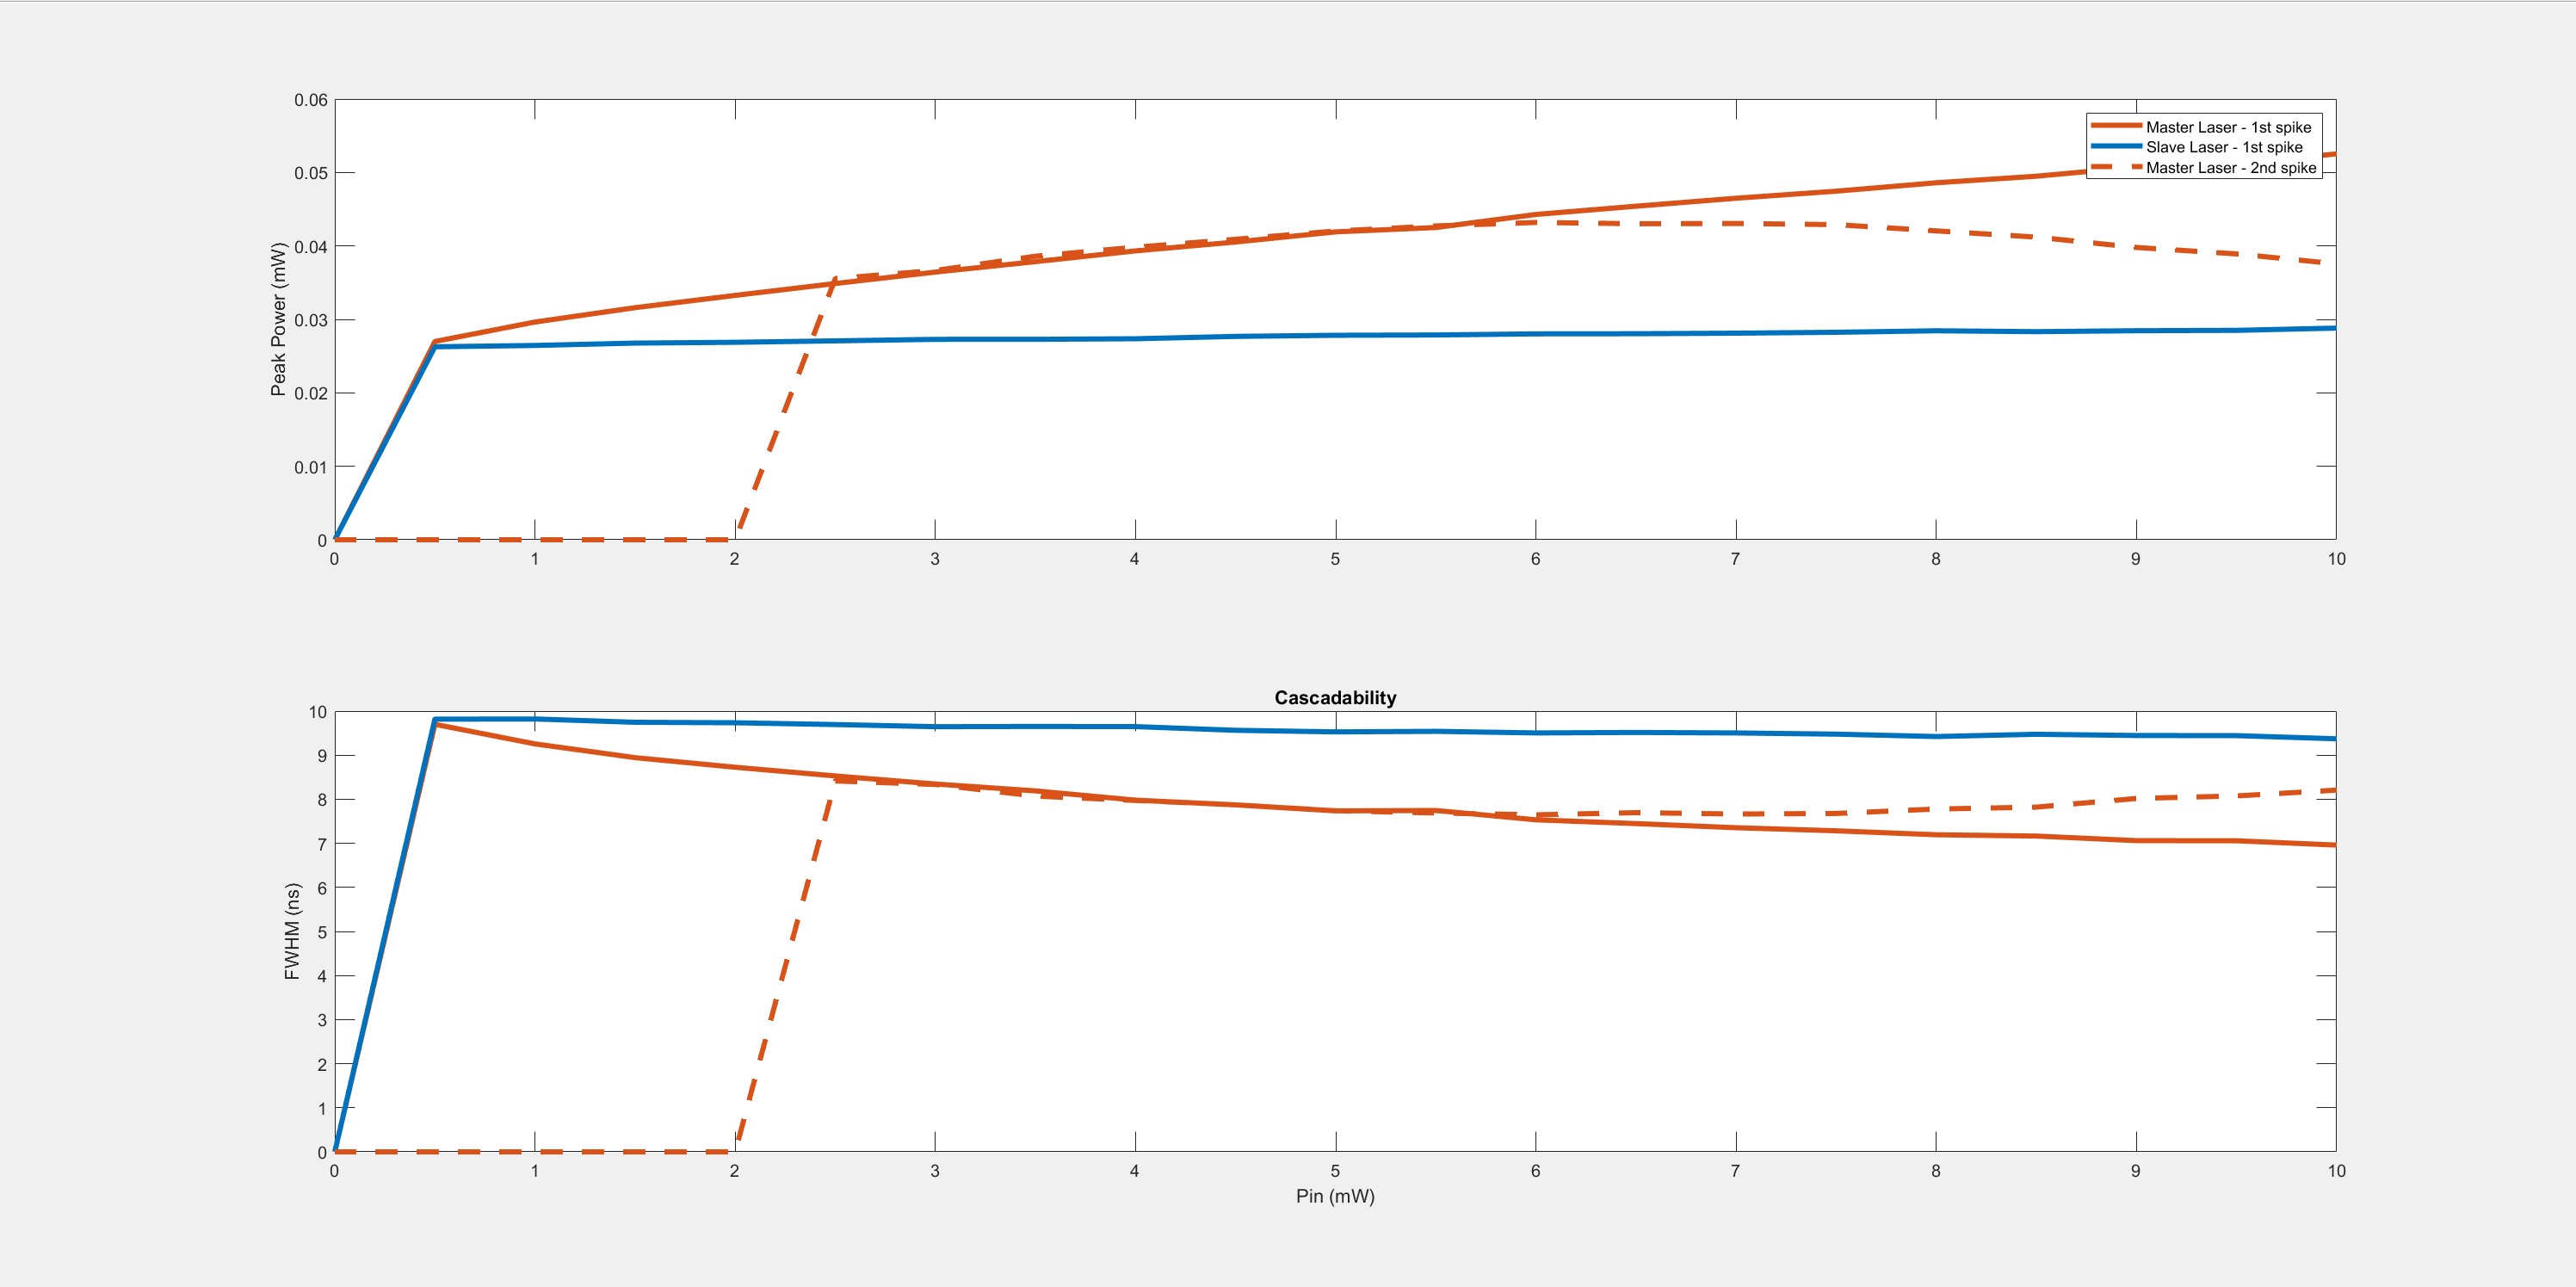 0.06
0.05
0.04
0.03
0.02
0.01
0
Peak Power (mW)
Master Laser - 1st spike
Slave Laser - 1st spike
Master Laser - 2nd spike
0 1 2 3 4 5 6 7 8 9 10
Cascadability
10
9
8
7
6
5
4
3
2
1
0
FWHM (ns)
0 1 2 3 4 5 6 7 8 9 10
Pin (mW)